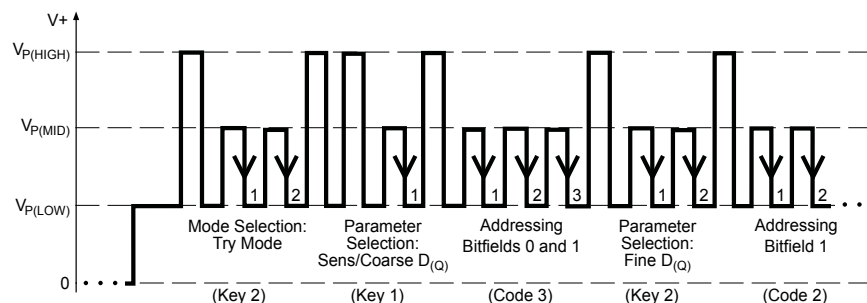 V+
VP(HIGH)
VP(MID)
VP(LOW)
0
1 2 1 1 2 3 1 2 1 2
Mode Selection:
Try Mode
(Key 2)
Parameter
Selection:
Sens/Coarse D(Q)
(Key 1)
Addressing
Bitfields 0 and 1
(Code 3)
Parameter
Selection:
Fine D(Q)
(Key 2)
Addressing
Bitfield 1
(Code 2)